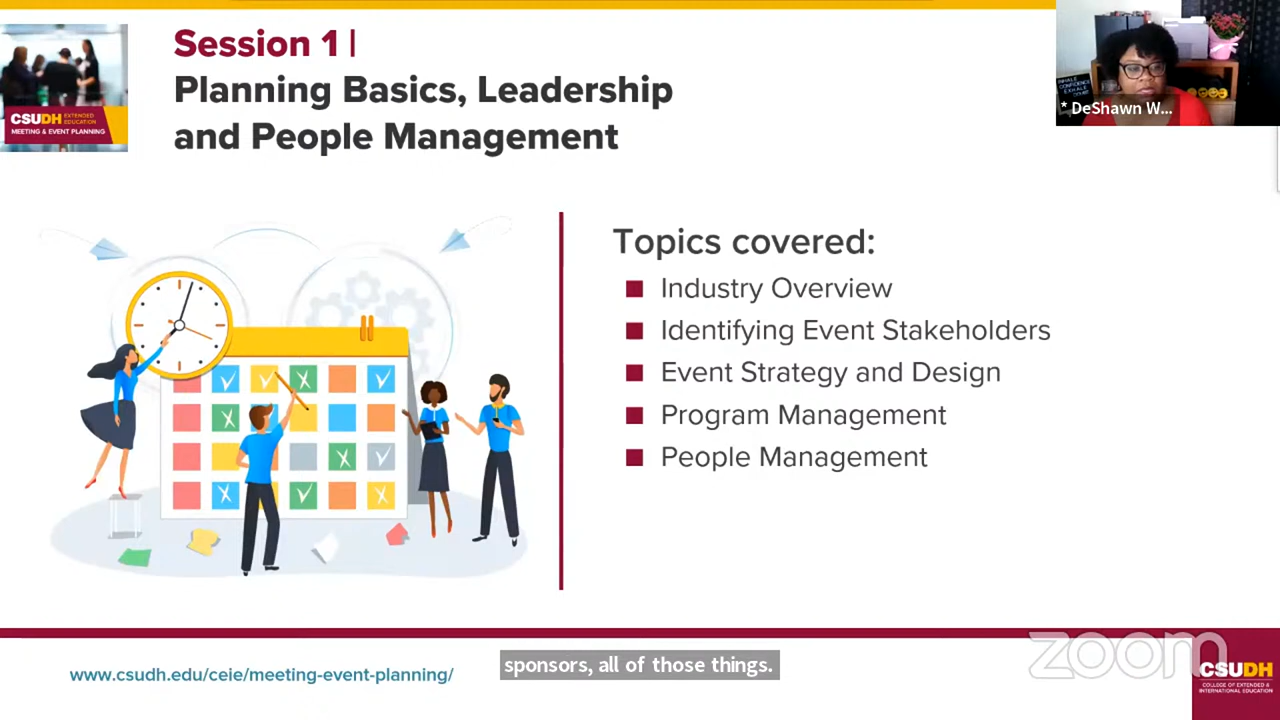 Session 1 |
Planning Basics, Leadership
and People Management
CSUDH EXTENDED
EDUCATION
MEETING & EVENT PLANNING
* DeShawn W...
Topics covered:
Industry Overview
Identifying Event Stakeholders
Event Strategy and Design
Program Management
People Management
www.csudh.edu/ceie/meeting-event-planning/
sponsors, all of those things.
zoom
CSUDH
COLLEGE OF EXTENDED &
INTERNATIONAL EDUCATION